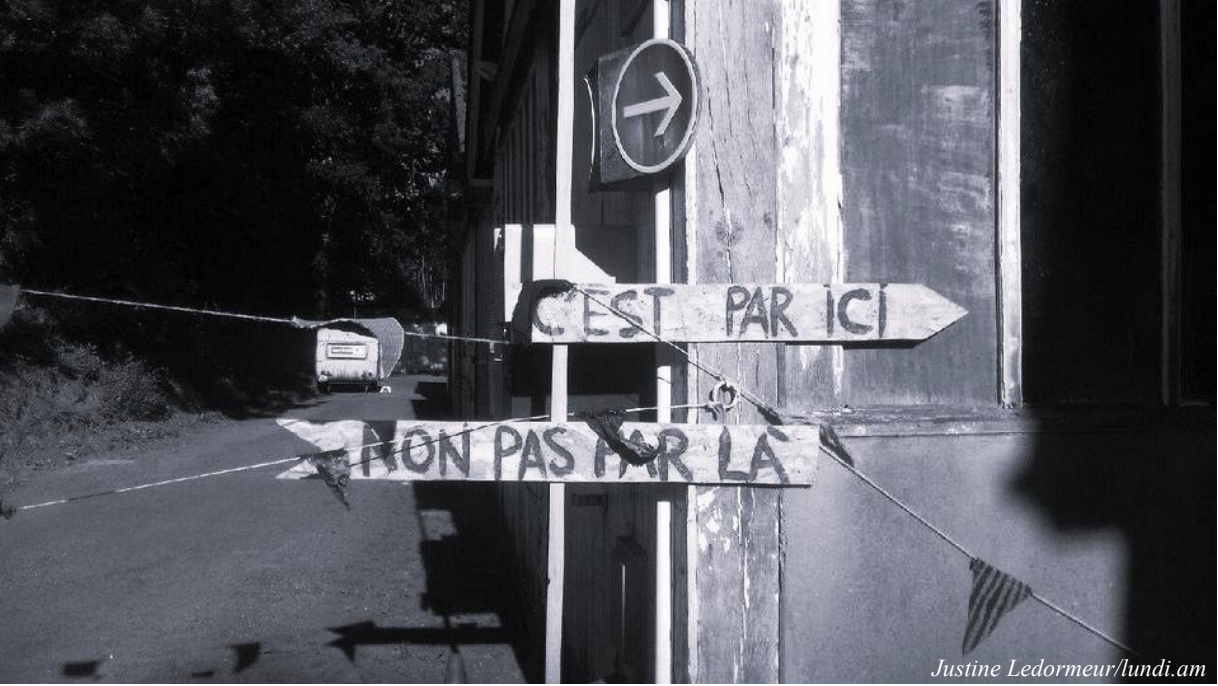 C'EST PAR ICI
NON PAS PAR LÀ
Justine Ledormeur/lundi.am